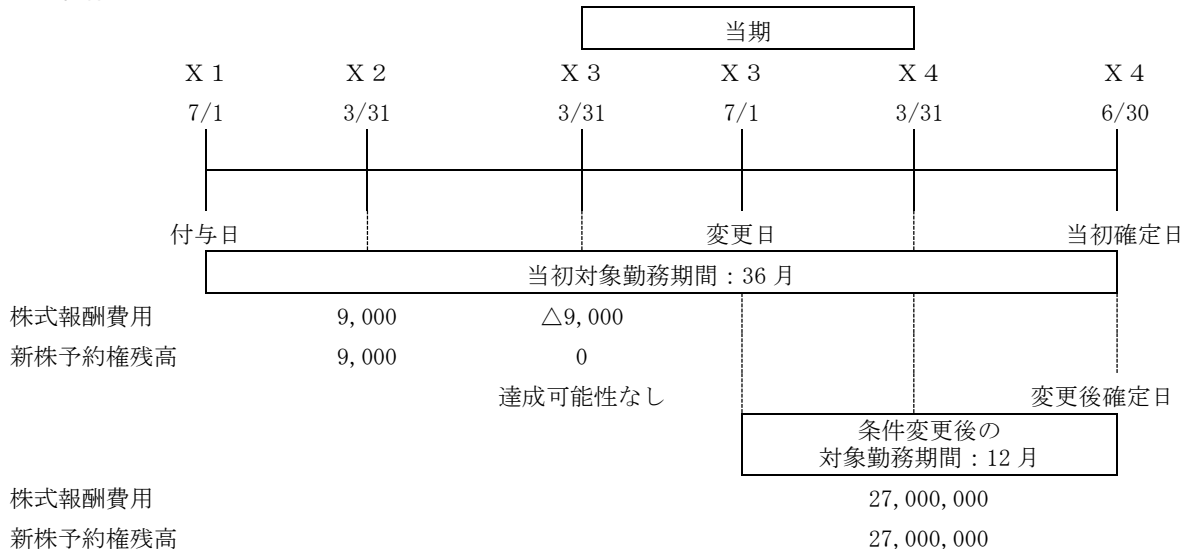 当期
Ｘ１ Ｘ２ Ｘ３ Ｘ３ Ｘ４ Ｘ４
7/1 3/31 3/31 7/1 3/31 6/30
付与日 変更日 当初確定日
当初対象勤務期間：36 月
株式報酬費用 9,000 △9,000
新株予約権残高 9,000 0
達成可能性なし 変更後確定日
条件変更後の
対象勤務期間：12 月
株式報酬費用 27,000,000
新株予約権残高 27,000,000